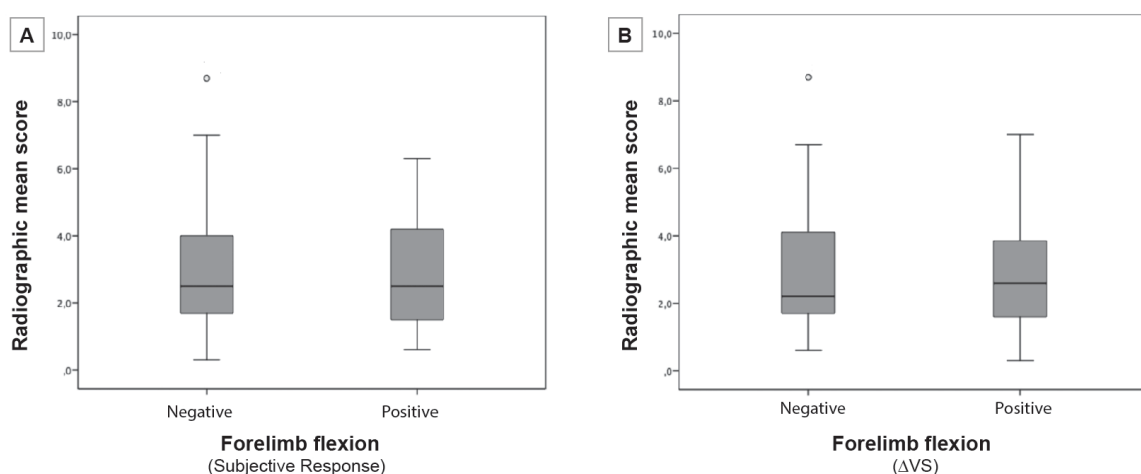 A
Radiographic mean score
10,0
8,0
6,0
4,0
2,0
,0
Negative
Positive
Forelimb flexion
(Subjective Response)
B
Radiographic mean score
10,0
8,0
6,0
4,0
2,0
,0
Negative
Positive
Forelimb flexion
(ΔVS)